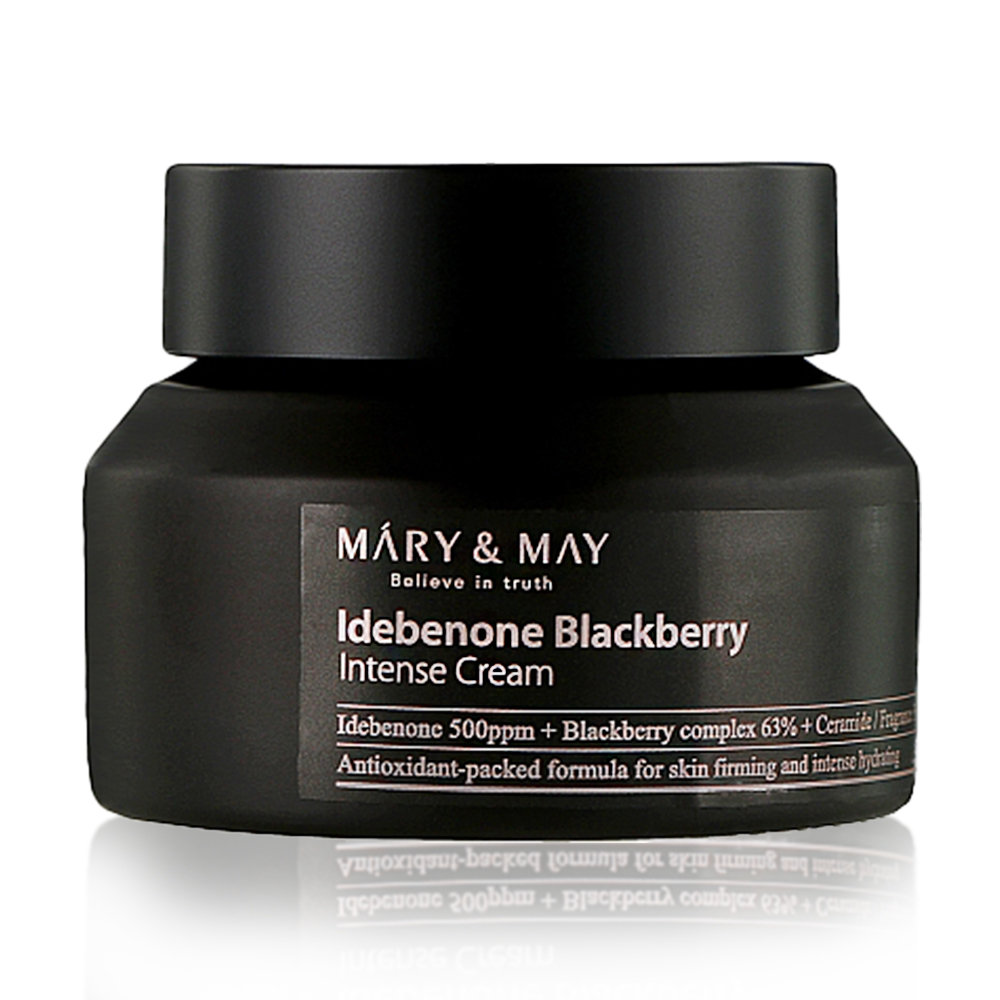 MÁRY & MAY
Believe in truth
Idebenone Blackberry
Intense Cream
Idebenone 500ppm + Blackberry complex 63% + Ceramide /
Antioxidant-packed formula for skin firming and intense hydrating